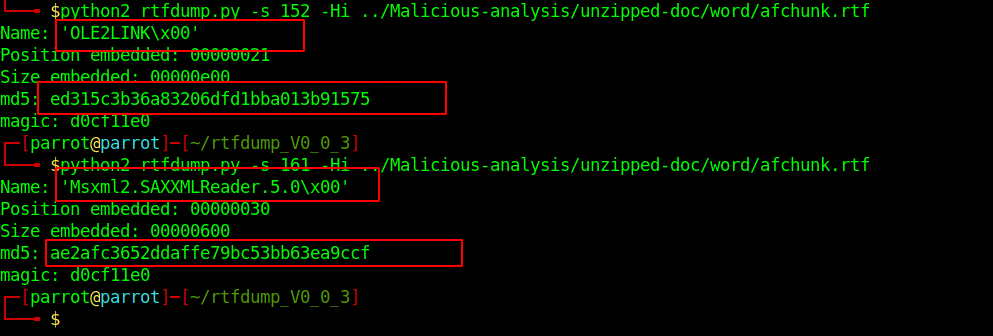 $python2 rtfdump.py -s 152 -Hi ../Malicious-analysis/unzipped-doc/word/afchunk.rtf
Name: 'OLE2LINK\x00'
Position embedded: 00000021
Size embedded: 00000e00
md5: ed315c3b36a83206dfd1bba013b91575
magic: d0cf11e0
[parrot@parrot]─[~/rtfdump_V0_0_3]
$python2 rtfdump.py -s 161 -Hi ../Malicious-analysis/unzipped-doc/word/afchunk.rtf
Name: 'Msxml2.SAXXMLReader.5.0\x00'
Position embedded: 00000030
Size embedded: 00000600
md5: ae2afc3652ddaffe79bc53bb63ea9ccf
magic: d0cf11e0
[parrot@parrot]─[~/rtfdump_V0_0_3]
$